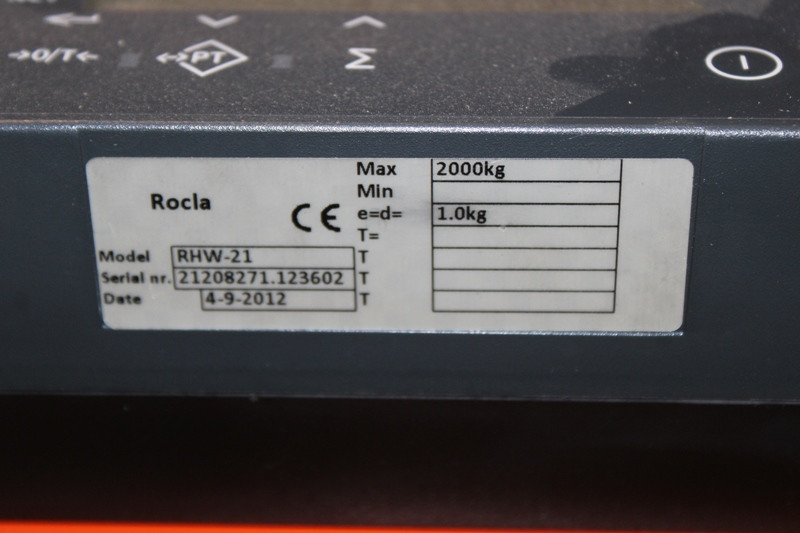 →0/T← ↔PT M
Rocla
CE
Max 2000kg
Min
e=d= 1.0kg
T=
Model RHW-21 T
Serial nr. 21208271.123602 T
Date 4-9-2012 T